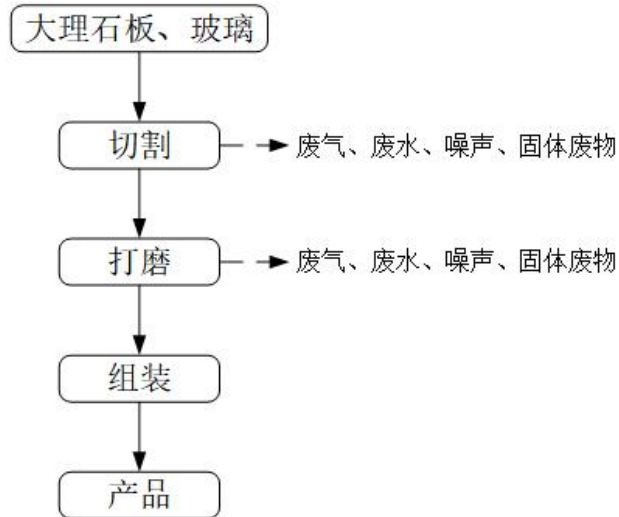 大理石板、玻璃
切割
废气、废水、噪声、固体废物
打磨
废气、废水、噪声、固体废物
组装
产品